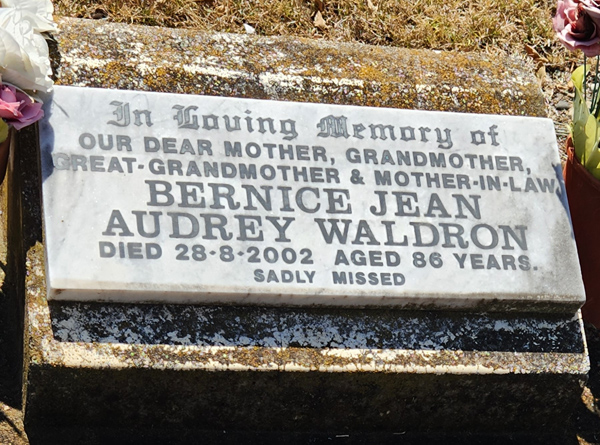 In Loving Memory of
OUR DEAR MOTHER, GRANDMOTHER,
GREAT-GRANDMOTHER & MOTHER-IN-LAW
BERNICE JEAN
AUDREY WALDRON
DIED 28-8-2002 AGED 86 YEARS.
SADLY MISSED